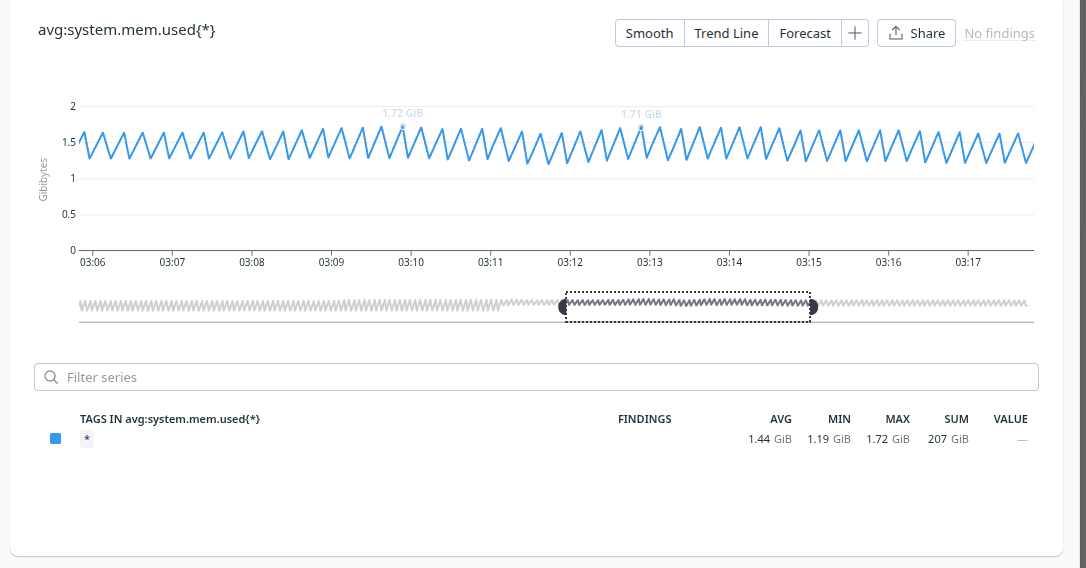 avg:system.mem.used{*}
Smooth Trend Line Forecast + Share No findings
1.72 GiB 1.71 GiB
2
1.5
1
0.5
0
Gibibytes
03:06 03:07 03:08 03:09 03:10 03:11 03:12 03:13 03:14 03:15 03:16 03:17
Filter series
TAGS IN avg:system.mem.used{*} FINDINGS AVG MIN MAX SUM VALUE
* 1.44 GiB 1.19 GiB 1.72 GiB 207 GiB —